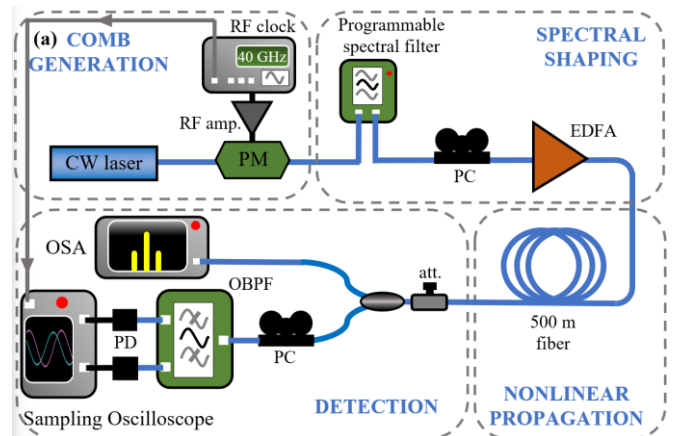 (a) COMB
GENERATION
RF clock
40 GHz
RF amp.
CW laser
PM
Programmable
spectral filter
SPECTRAL
SHAPING
PC
EDFA
OSA
OBPF
att.
PD
PC
500 m
fiber
Sampling Oscilloscope
DETECTION
NONLINEAR
PROPAGATION